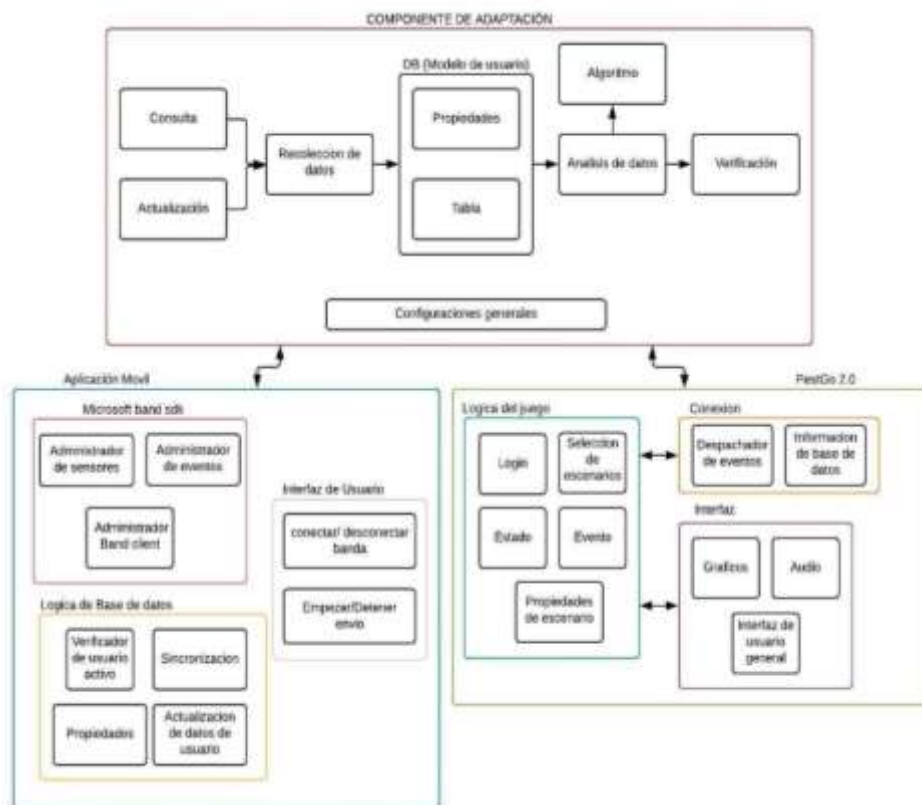 COMPONENTE DE ADAPTACIÓN
DB (Modelo de usuario)
Algoritmo
Consulta
Propiedades
Recoleccion de
datos
Analisis de datos
Verificación
Actualización
Tabla
Configuraciones generales
Aplicación Movil
Microsoft band sdk
Administrador
de sensores
Administrador
de eventos
Administrador
Band client
Interfaz de Usuario
conectar/ desconectar
banda
Empezar/Detener
envio
Logica de Base de datos
Verificador
de usuario
activo
Sincronizacion
Propiedades
Actualizacion
de datos de
usuario
PestGo 2.0
Logica del juego
Login
Seleccion
de
escenarios
Estado
Evento
Propiedades
de escenario
Conexion
Despachador
de eventos
Informacion
de base de
datos
Interfaz
Graficos
Audio
Interfaz de
usuario
general